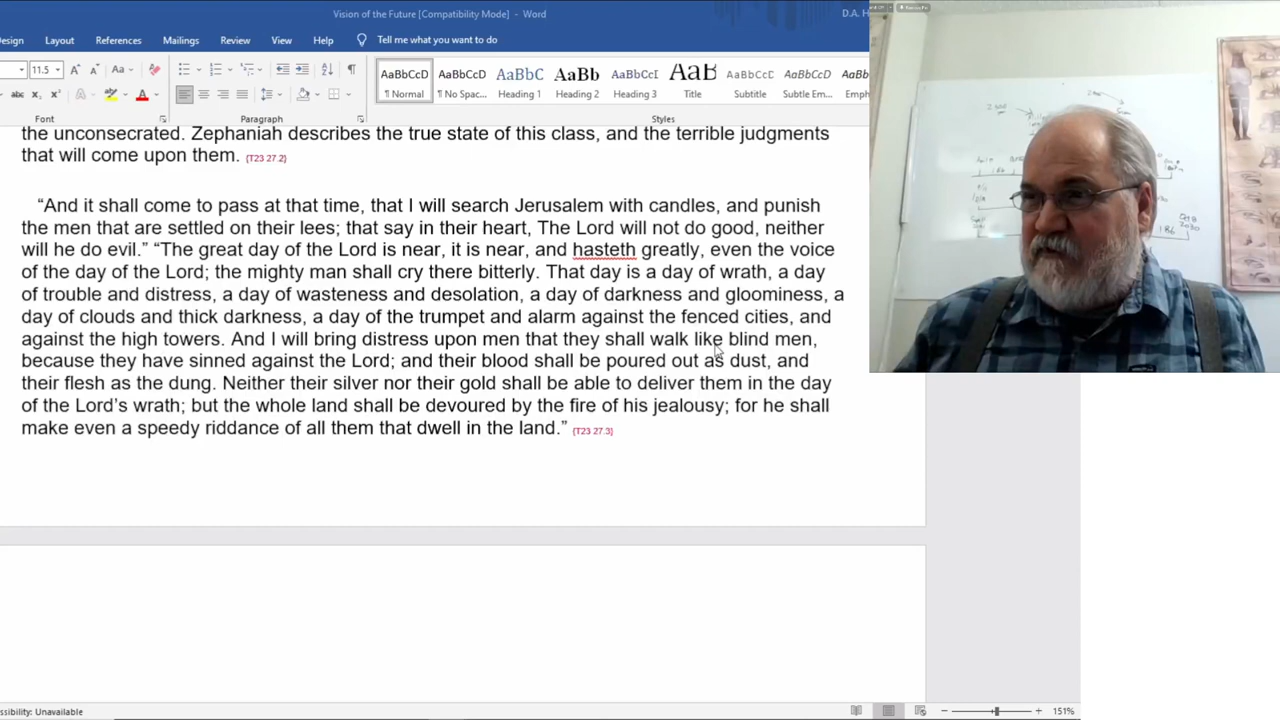 Vision of the Future [Compatibility Mode] - Word
D.A. H
esign Layout References Mailings Review View Help Tell me what you want to do
11.5 Aa
AaBbCcD AaBbCcD AaBbC AaBb AaBbCcI AaB AaBbCcD AaBbCcD AaBb
¶ Normal ¶ No Spac... Heading 1 Heading 2 Heading 3 Title Subtitle Subtle Em... Emph
Font Paragraph Styles
the unconsecrated. Zephaniah describes the true state of this class, and the terrible judgments
that will come upon them. {T23 27.2}
“And it shall come to pass at that time, that I will search Jerusalem with candles, and punish
the men that are settled on their lees; that say in their heart, The Lord will not do good, neither
will he do evil.” “The great day of the Lord is near, it is near, and hasteth greatly, even the voice
of the day of the Lord; the mighty man shall cry there bitterly. That day is a day of wrath, a day
of trouble and distress, a day of wasteness and desolation, a day of darkness and gloominess, a
day of clouds and thick darkness, a day of the trumpet and alarm against the fenced cities, and
against the high towers. And I will bring distress upon men that they shall walk like blind men,
because they have sinned against the Lord; and their blood shall be poured out as dust, and
their flesh as the dung. Neither their silver nor their gold shall be able to deliver them in the day
of the Lord’s wrath; but the whole land shall be devoured by the fire of his jealousy; for he shall
make even a speedy riddance of all them that dwell in the land.” {T23 27.3}
186
186
2030
ssibility: Unavailable
151%